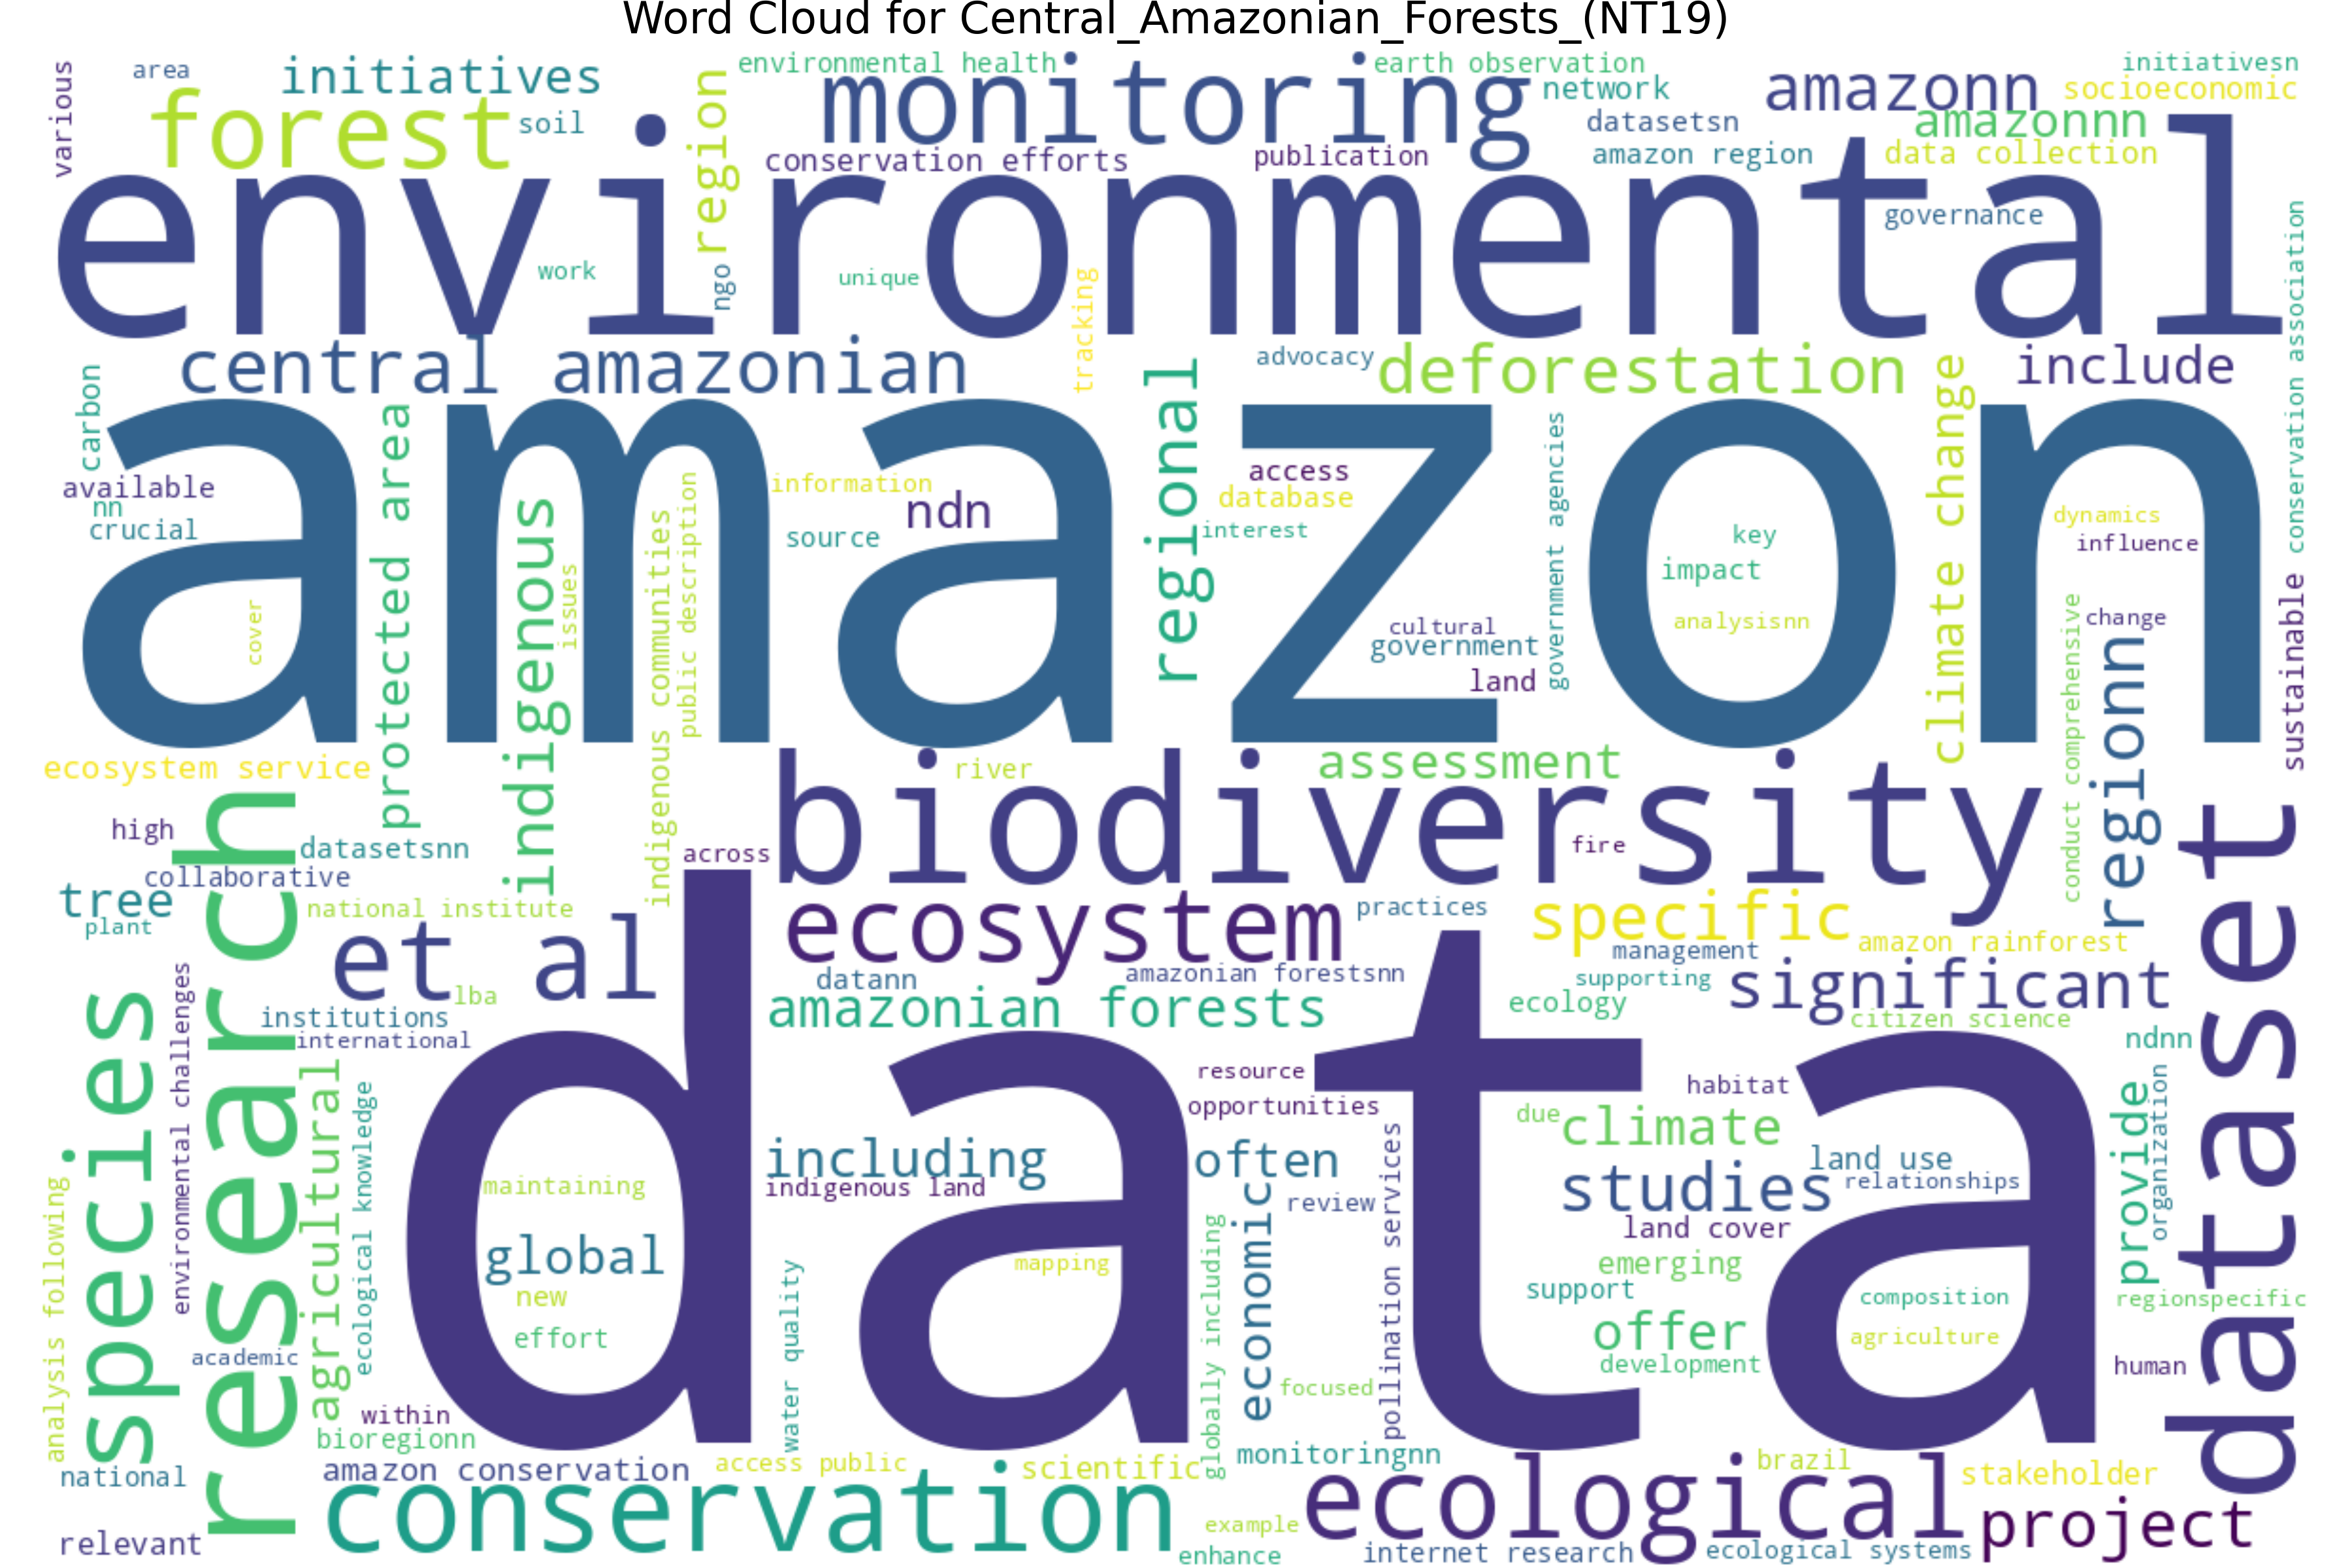 Word Cloud for Central_Amazonian_Forests_(NT19)
various
area
initiatives
forest
soil
region
environmental health
monitoring
earth observation
network
amazonn
initiativesn
socioeconomic
datasetsn
amazonnn
conservation efforts
publication
amazon region
data collection
environmental
governance
work
ngo
unique
tracking
conservation association
central amazonian
regional
advocacy
deforestation
climate change
include
carbon
amazon
protected area
available
nn
crucial
indigenous
issues
indigenous communities
public description
information
ndn
source
access
database
interest
government agencies
key
impact
analysisnn
dynamics
influence
cover
cultural
government
land
conduct comprehensive
change
regionn
sustainable
ecosystem service
river
assessment
biodiversity
high
research
datasetsnn
across
fire
dataset
collaborative
tree
national institute
plant
et al
lba
ecosystem
practices
specific
management
amazon rainforest
datann
amazonian forestsnn
supporting
significant
species
environmental challenges
institutions
international
amazonian forests
ecology
citizen science
ndnn
data
agricultural
ecological knowledge
resource
opportunities
habitat
due
climate
provide
organization
including
indigenous land
often
pollination services
land use
studies
relationships
maintaining
global
new
effort
mapping
water quality
globally including
economic
review
land cover
emerging
support
composition
regionspecific
analysis following
academic
offer
agriculture
development
focused
human
within
bioregionn
national
amazon conservation
access public
scientific
monitoringnn
brazil
stakeholder
conservation
ecological
project
relevant
example
enhance
internet research
ecological systems